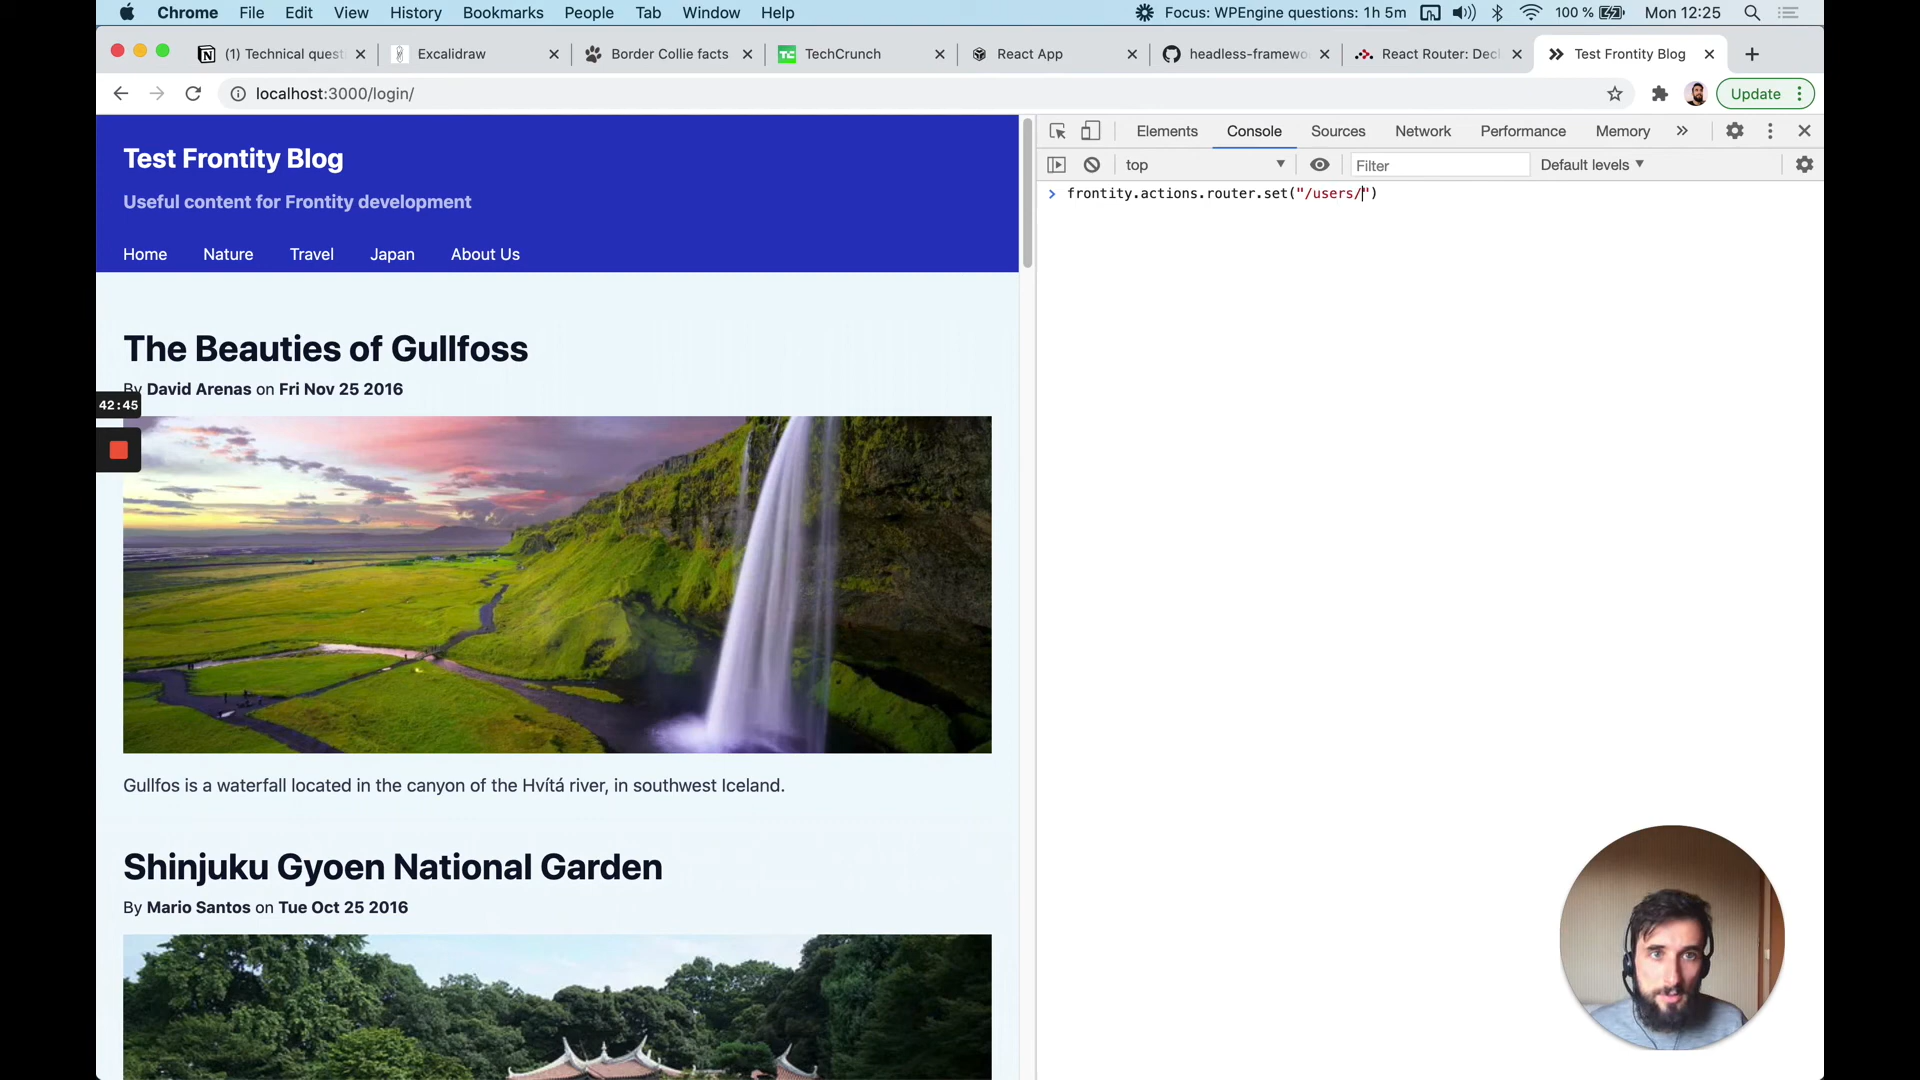 Chrome File Edit View History Bookmarks People Tab Window Help Focus: WPEngine questions: 1h 5m 100 % Mon 12:25
(1) Technical quest Excalidraw Border Collie facts TechCrunch React App headless-framewo React Router: Decl Test Frontity Blog
localhost:3000/login/ Update
Elements Console Sources Network Performance Memory
top Filter Default levels
frontity.actions.router.set("/users/")
Test Frontity Blog
Useful content for Frontity development
Home Nature Travel Japan About Us
The Beauties of Gullfoss
By David Arenas on Fri Nov 25 2016
42:45
Gullfos is a waterfall located in the canyon of the Hvítá river, in southwest Iceland.
Shinjuku Gyoen National Garden
By Mario Santos on Tue Oct 25 2016